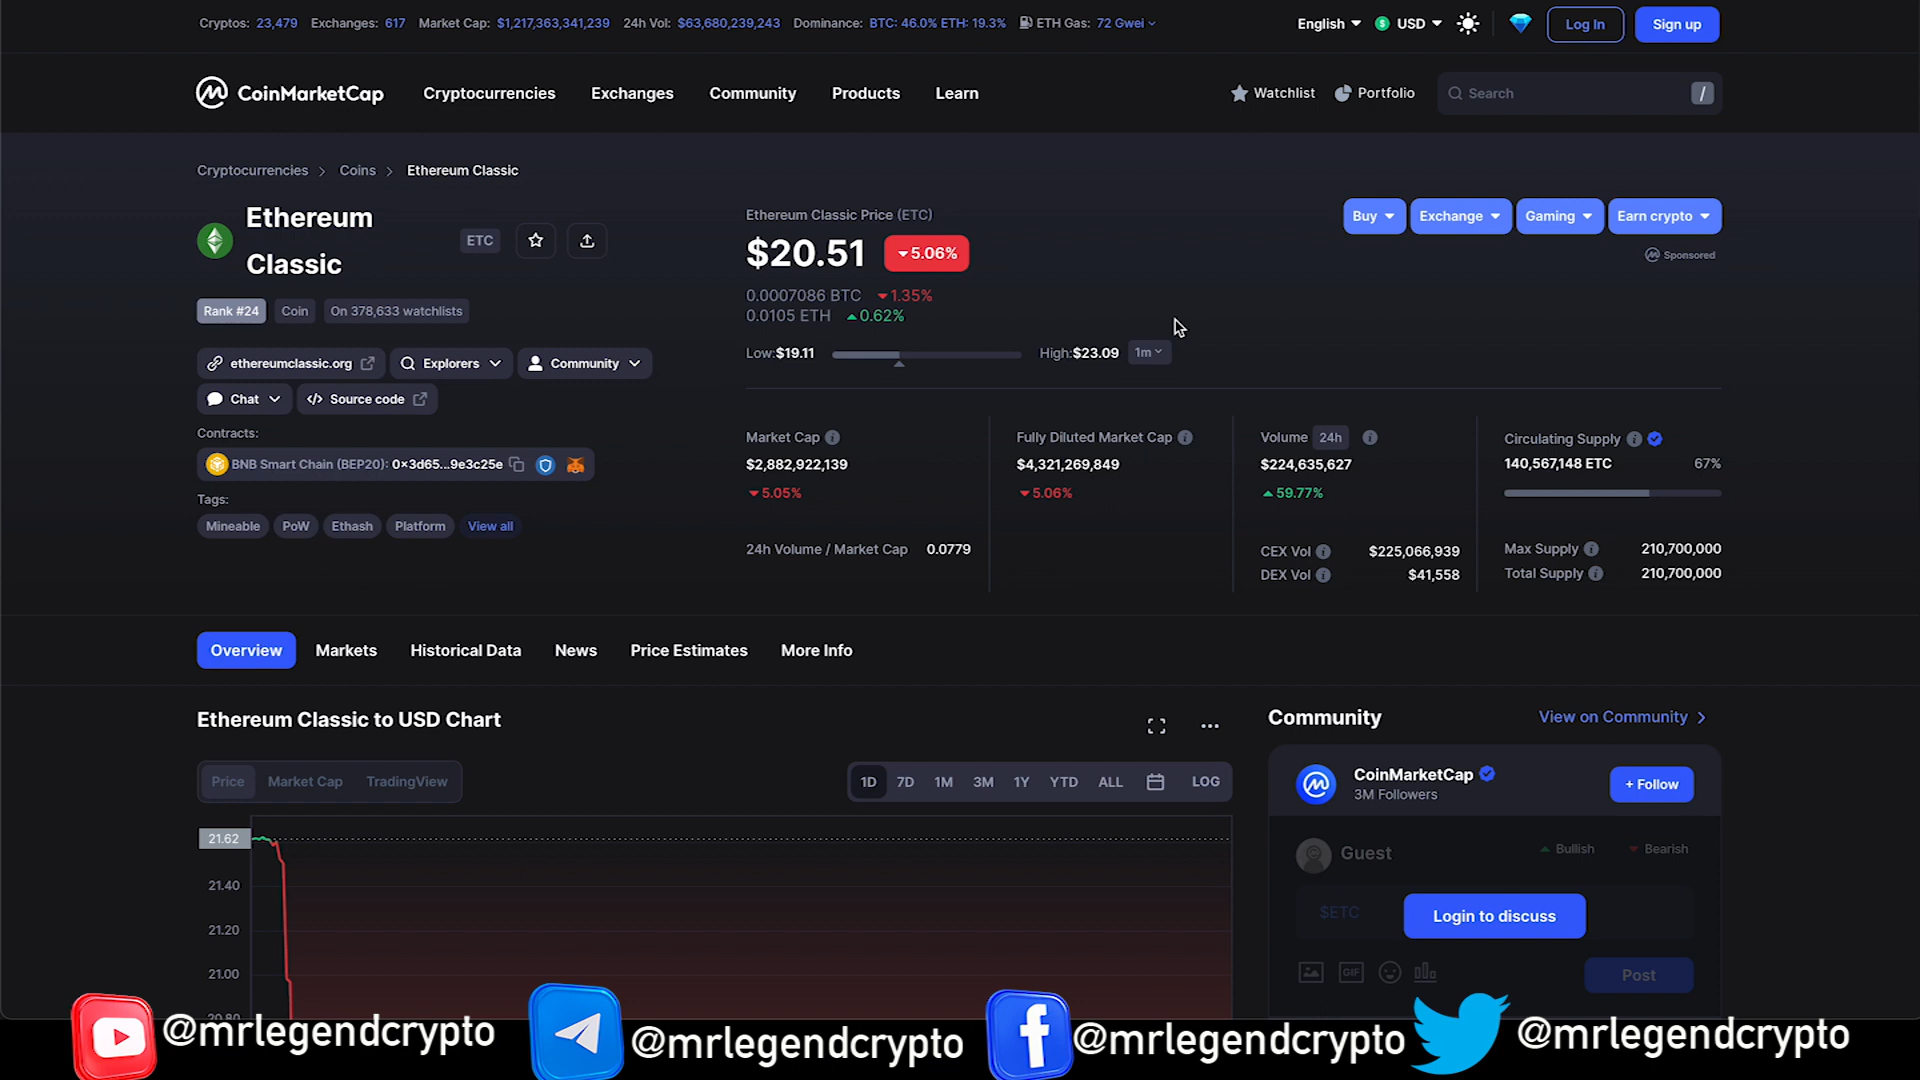 Cryptos: 23,479 Exchanges: 617 Market Cap: $1,217,363,341,239 24h Vol: $63,680,239,243 Dominance: BTC: 46.0% ETH: 19.3% ETH Gas: 72 Gwei
English USD Log In Sign up
CoinMarketCap Cryptocurrencies Exchanges Community Products Learn Watchlist Portfolio Search /
Cryptocurrencies Coins Ethereum Classic
Ethereum
Classic
ETC
Rank #24 Coin On 378,633 watchlists
ethereumclassic.org Explorers Community
Chat Source code
Contracts:
BNB Smart Chain (BEP20): 0x3d65...9e3c25e
Tags:
Mineable PoW Ethash Platform View all
Ethereum Classic Price (ETC)
$20.51 5.06%
0.0007086 BTC 1.35%
0.0105 ETH 0.62%
Low:$19.11 High:$23.09 1m
Buy Exchange Gaming Earn crypto
Sponsored
Market Cap
$2,882,922,139
5.05%
24h Volume / Market Cap 0.0779
Fully Diluted Market Cap
$4,321,269,849
5.06%
Volume 24h
$224,635,627
59.77%
CEX Vol $225,066,939
DEX Vol $41,558
Circulating Supply
140,567,148 ETC 67%
Max Supply 210,700,000
Total Supply 210,700,000
Overview Markets Historical Data News Price Estimates More Info
Ethereum Classic to USD Chart
Price Market Cap TradingView
1D 7D 1M 3M 1Y YTD ALL LOG
21.62
21.40
21.20
21.00
20.80
Community View on Community
CoinMarketCap
3M Followers
+ Follow
Guest Bullish Bearish
$ETC
Login to discuss
GIF
Post
@mrlegendcrypto @mrlegendcrypto @mrlegendcrypto @mrlegendcrypto